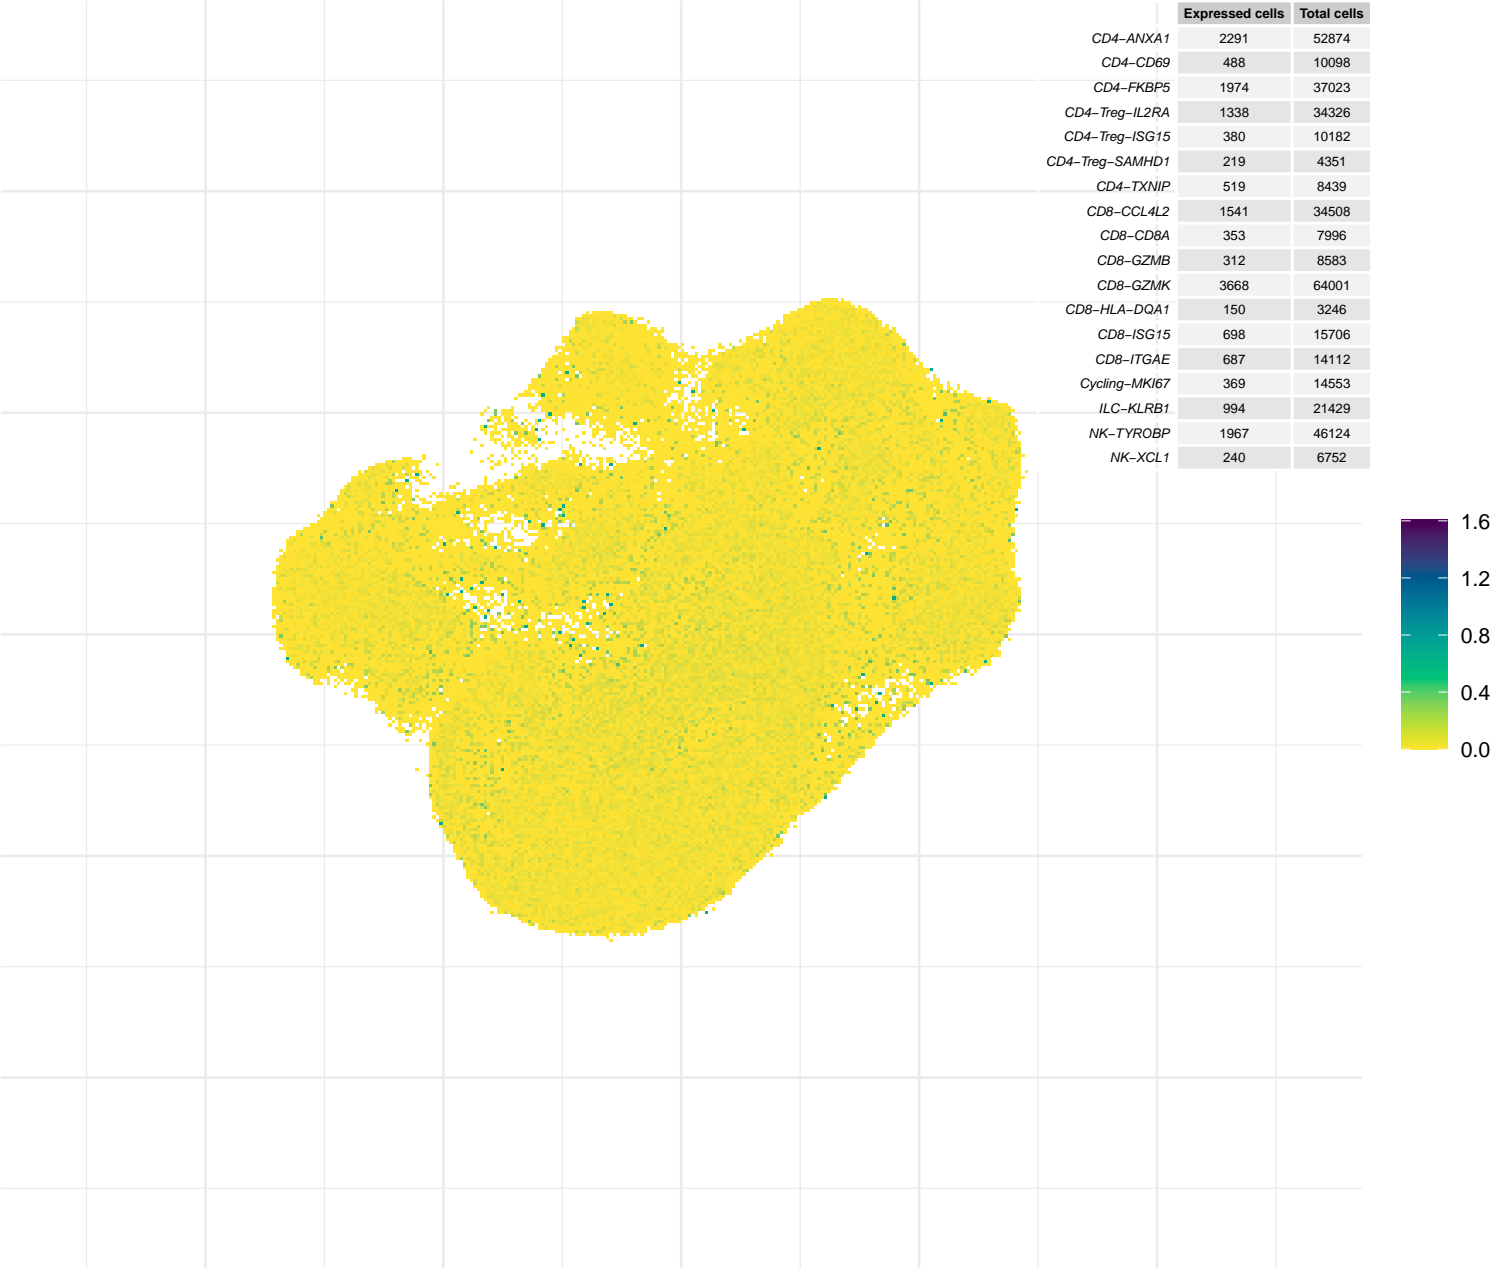 Expressed cells Total cells
CD4−ANXA1 2291 52874
CD4−CD69 488 10098
CD4−FKBP5 1974 37023
CD4−Treg−IL2RA 1338 34326
CD4−Treg−ISG15 380 10182
CD4−Treg−SAMHD1 219 4351
CD4−TXNIP 519 8439
CD8−CCL4L2 1541 34508
CD8−CD8A 353 7996
CD8−GZMB 312 8583
CD8−GZMK 3668 64001
CD8−HLA−DQA1 150 3246
CD8−ISG15 698 15706
CD8−ITGAE 687 14112
Cycling−MKI67 369 14553
ILC−KLRB1 994 21429
NK−TYROBP 1967 46124
NK−XCL1 240 6752
1.6
1.2
0.8
0.4
0.0